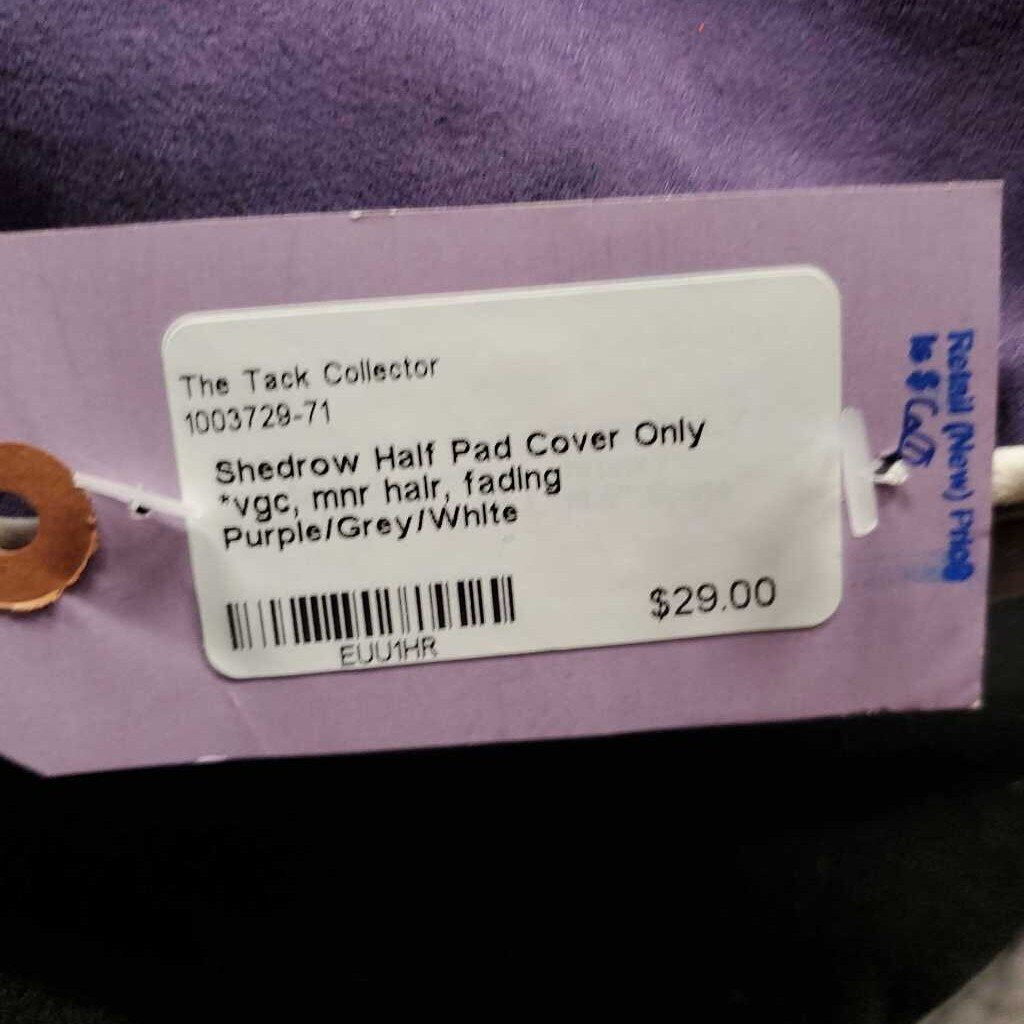 The Tack Collector
1003729-71
Shedrow Half Pad Cover Only
*vgc, mnr hair, fading
Purple/Grey/White
$29.00
EUU1HR
Retail (New) Price
is $